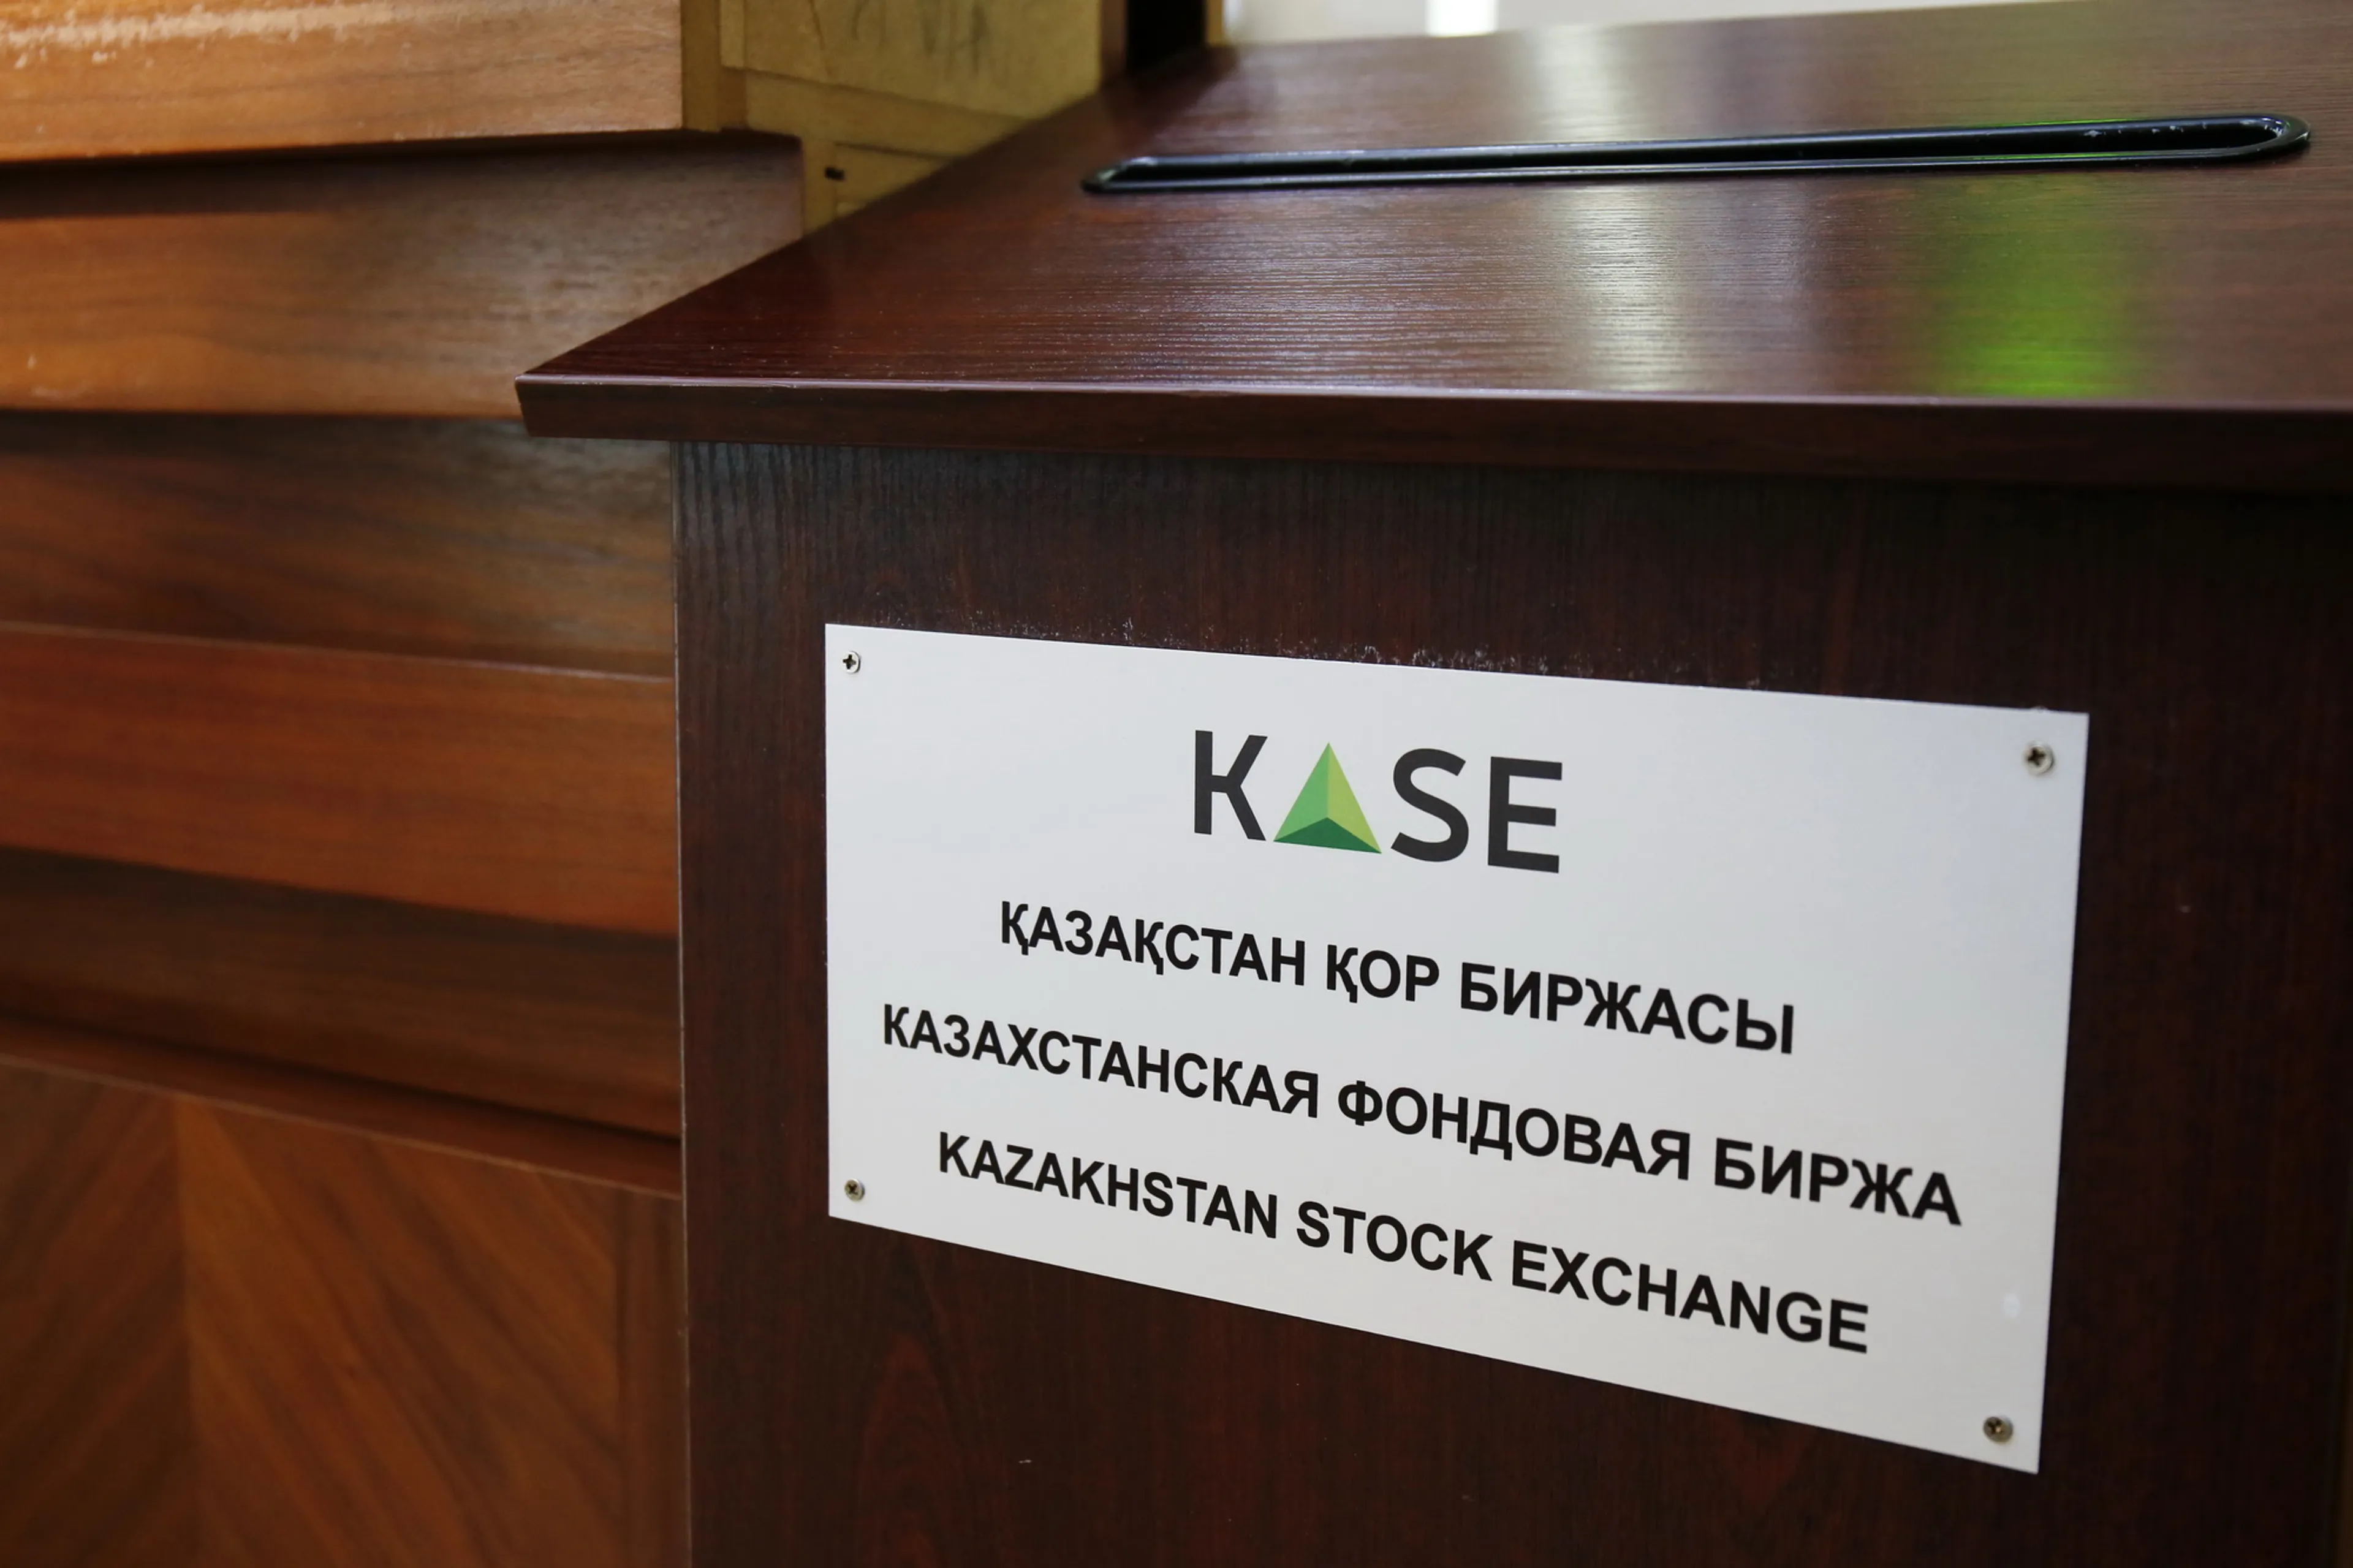 KASE
ҚАЗАҚСТАН ҚОР БИРЖАСЫ
КАЗАХСТАНСКАЯ ФОНДОВАЯ БИРЖА
KAZAKHSTAN STOCK EXCHANGE